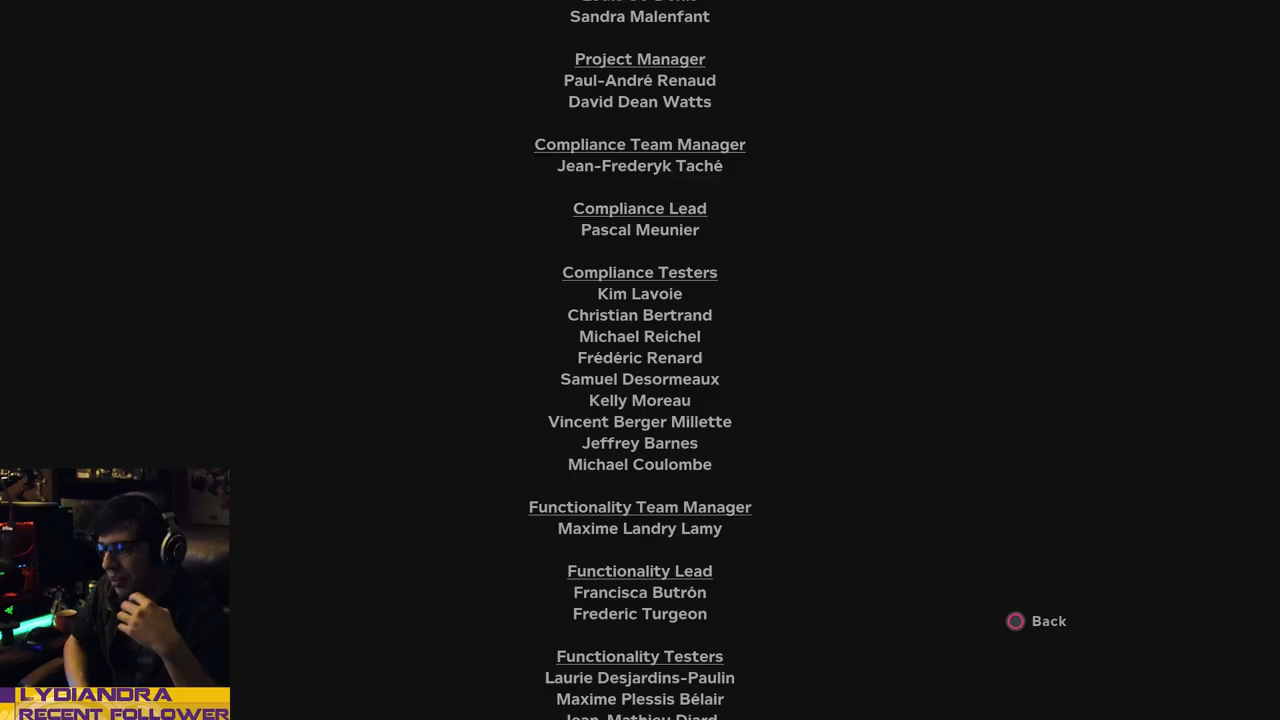 Sandra Malenfant
Project Manager
Paul-André Renaud
David Dean Watts
Compliance Team Manager
Jean-Frederyk Taché
Compliance Lead
Pascal Meunier
Compliance Testers
Kim Lavoie
Christian Bertrand
Michael Reichel
Frédéric Renard
Samuel Desormeaux
Kelly Moreau
Vincent Berger Millette
Jeffrey Barnes
Michael Coulombe
Functionality Team Manager
Maxime Landry Lamy
Functionality Lead
Francisca Butrón
Frederic Turgeon
Back
Functionality Testers
Laurie Desjardins-Paulin
Maxime Plessis Bélair
Jean-Mathieu Diard
LYDIANDRA
RECENT FOLLOWER